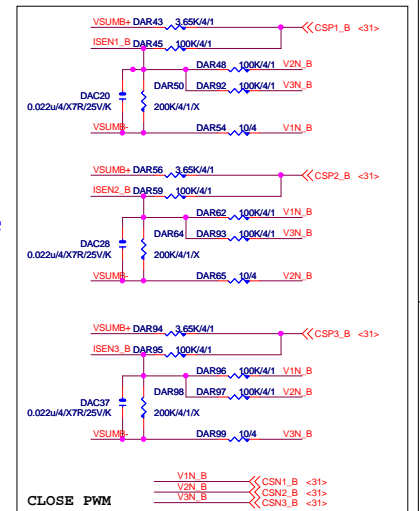 VSUMB+ DAR43 3.65K/4/1 CSP1_B <31>
ISEN1_B DAR45 100K/4/1
DAR48 100K/4/1 V2N_B
DAC20 DAR50 DAR92 100K/4/1 V3N_B
0.022u/4/X7R/25V/K 200K/4/1/X
VSUMB- DAR54 10/4 V1N_B
VSUMB+ DAR56 3.65K/4/1 CSP2_B <31>
ISEN2_B DAR59 100K/4/1
DAR62 100K/4/1 V1N_B
DAC28 DAR64 DAR93 100K/4/1 V3N_B
0.022u/4/X7R/25V/K 200K/4/1/X
VSUMB- DAR65 10/4 V2N_B
VSUMB+ DAR94 3.65K/4/1 CSP3_B <31>
ISEN3_B DAR95 100K/4/1
DAR96 100K/4/1 V1N_B
DAC37 DAR98 DAR97 100K/4/1 V2N_B
0.022u/4/X7R/25V/K 200K/4/1/X
VSUMB- DAR99 10/4 V3N_B
V1N_B CSN1_B <31>
V2N_B CSN2_B <31>
CLOSE PWM V3N_B CSN3_B <31>